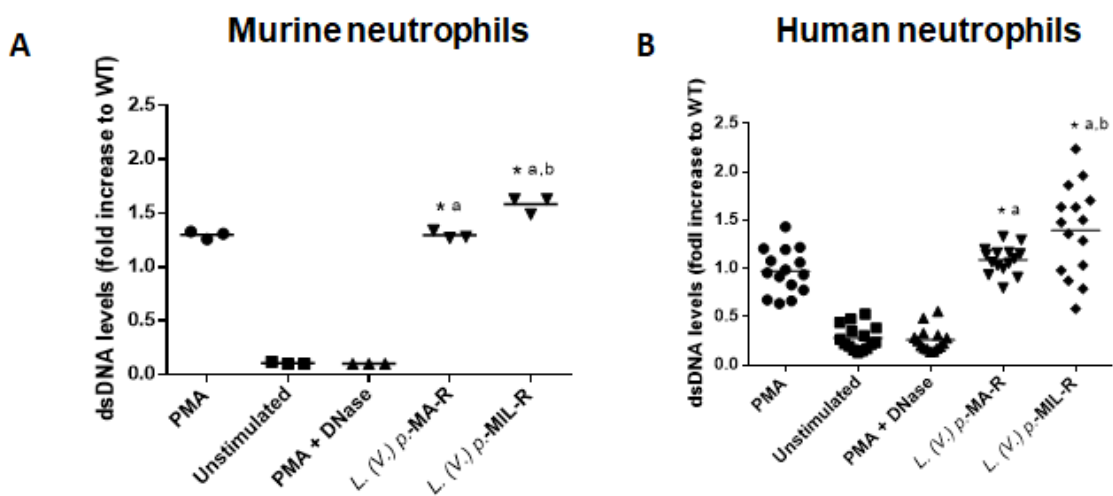 A
Murine neutrophils
dsDNA levels (fold increase to WT)
2.5
2.0
1.5
1.0
0.5
0.0
* a
* a,b
PMA
Unstimulated
PMA + DNase
L. (V.) p.-MA-R
L. (V.) p.-MIL-R
B
Human neutrophils
dsDNA levels (fodl increase to WT)
2.5
2.0
1.5
1.0
0.5
0.0
* a
* a,b
PMA
Unstimulated
PMA + DNase
L. (V.) p.-MA-R
L. (V.) p.-MIL-R